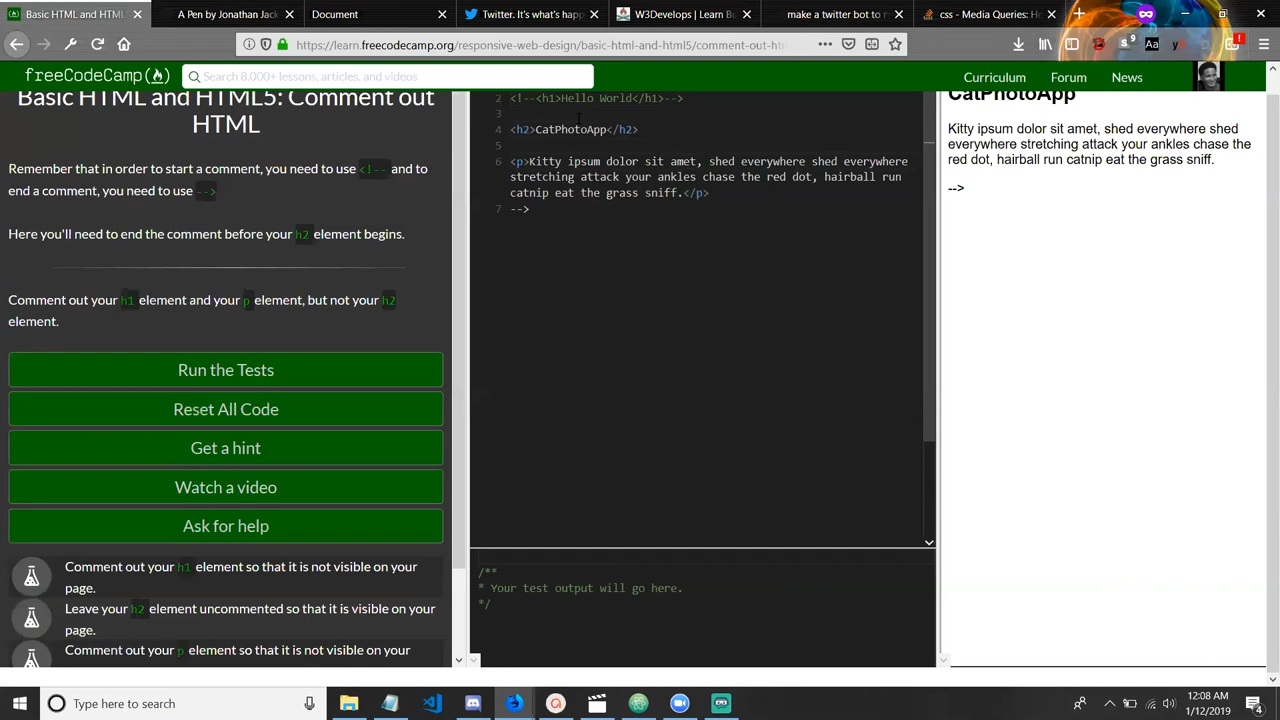 Basic HTML and HTML5: Com
A Pen by Jonathan Jack
Document
Twitter. It's what's happ
W3Develops | Learn Bu
make a twitter bot to r
css - Media Queries: H
https://learn.freecodecamp.org/responsive-web-design/basic-html-and-html5/comment-out-ht
freeCodeCamp
Search 8,000+ lessons, articles, and videos
Curriculum
Forum
News
Basic HTML and HTML5: Comment out
HTML
Remember that in order to start a comment, you need to use <!-- and to
end a comment, you need to use -->
Here you'll need to end the comment before your h2 element begins.
Comment out your h1 element and your p element, but not your h2
element.
Run the Tests
Reset All Code
Get a hint
Watch a video
Ask for help
Comment out your h1 element so that it is not visible on your
page.
Leave your h2 element uncommented so that it is visible on your
page.
Comment out your p element so that it is not visible on your
2 <!--<h1>Hello World</h1>-->
3
4 <h2>CatPhotoApp</h2>
5
6 <p>Kitty ipsum dolor sit amet, shed everywhere shed everywhere
stretching attack your ankles chase the red dot, hairball run
catnip eat the grass sniff.</p>
7 -->
/**
* Your test output will go here.
*/
CatPhotoApp
Kitty ipsum dolor sit amet, shed everywhere shed
everywhere stretching attack your ankles chase the
red dot, hairball run catnip eat the grass sniff.
-->
Type here to search
12:08 AM
1/12/2019
4